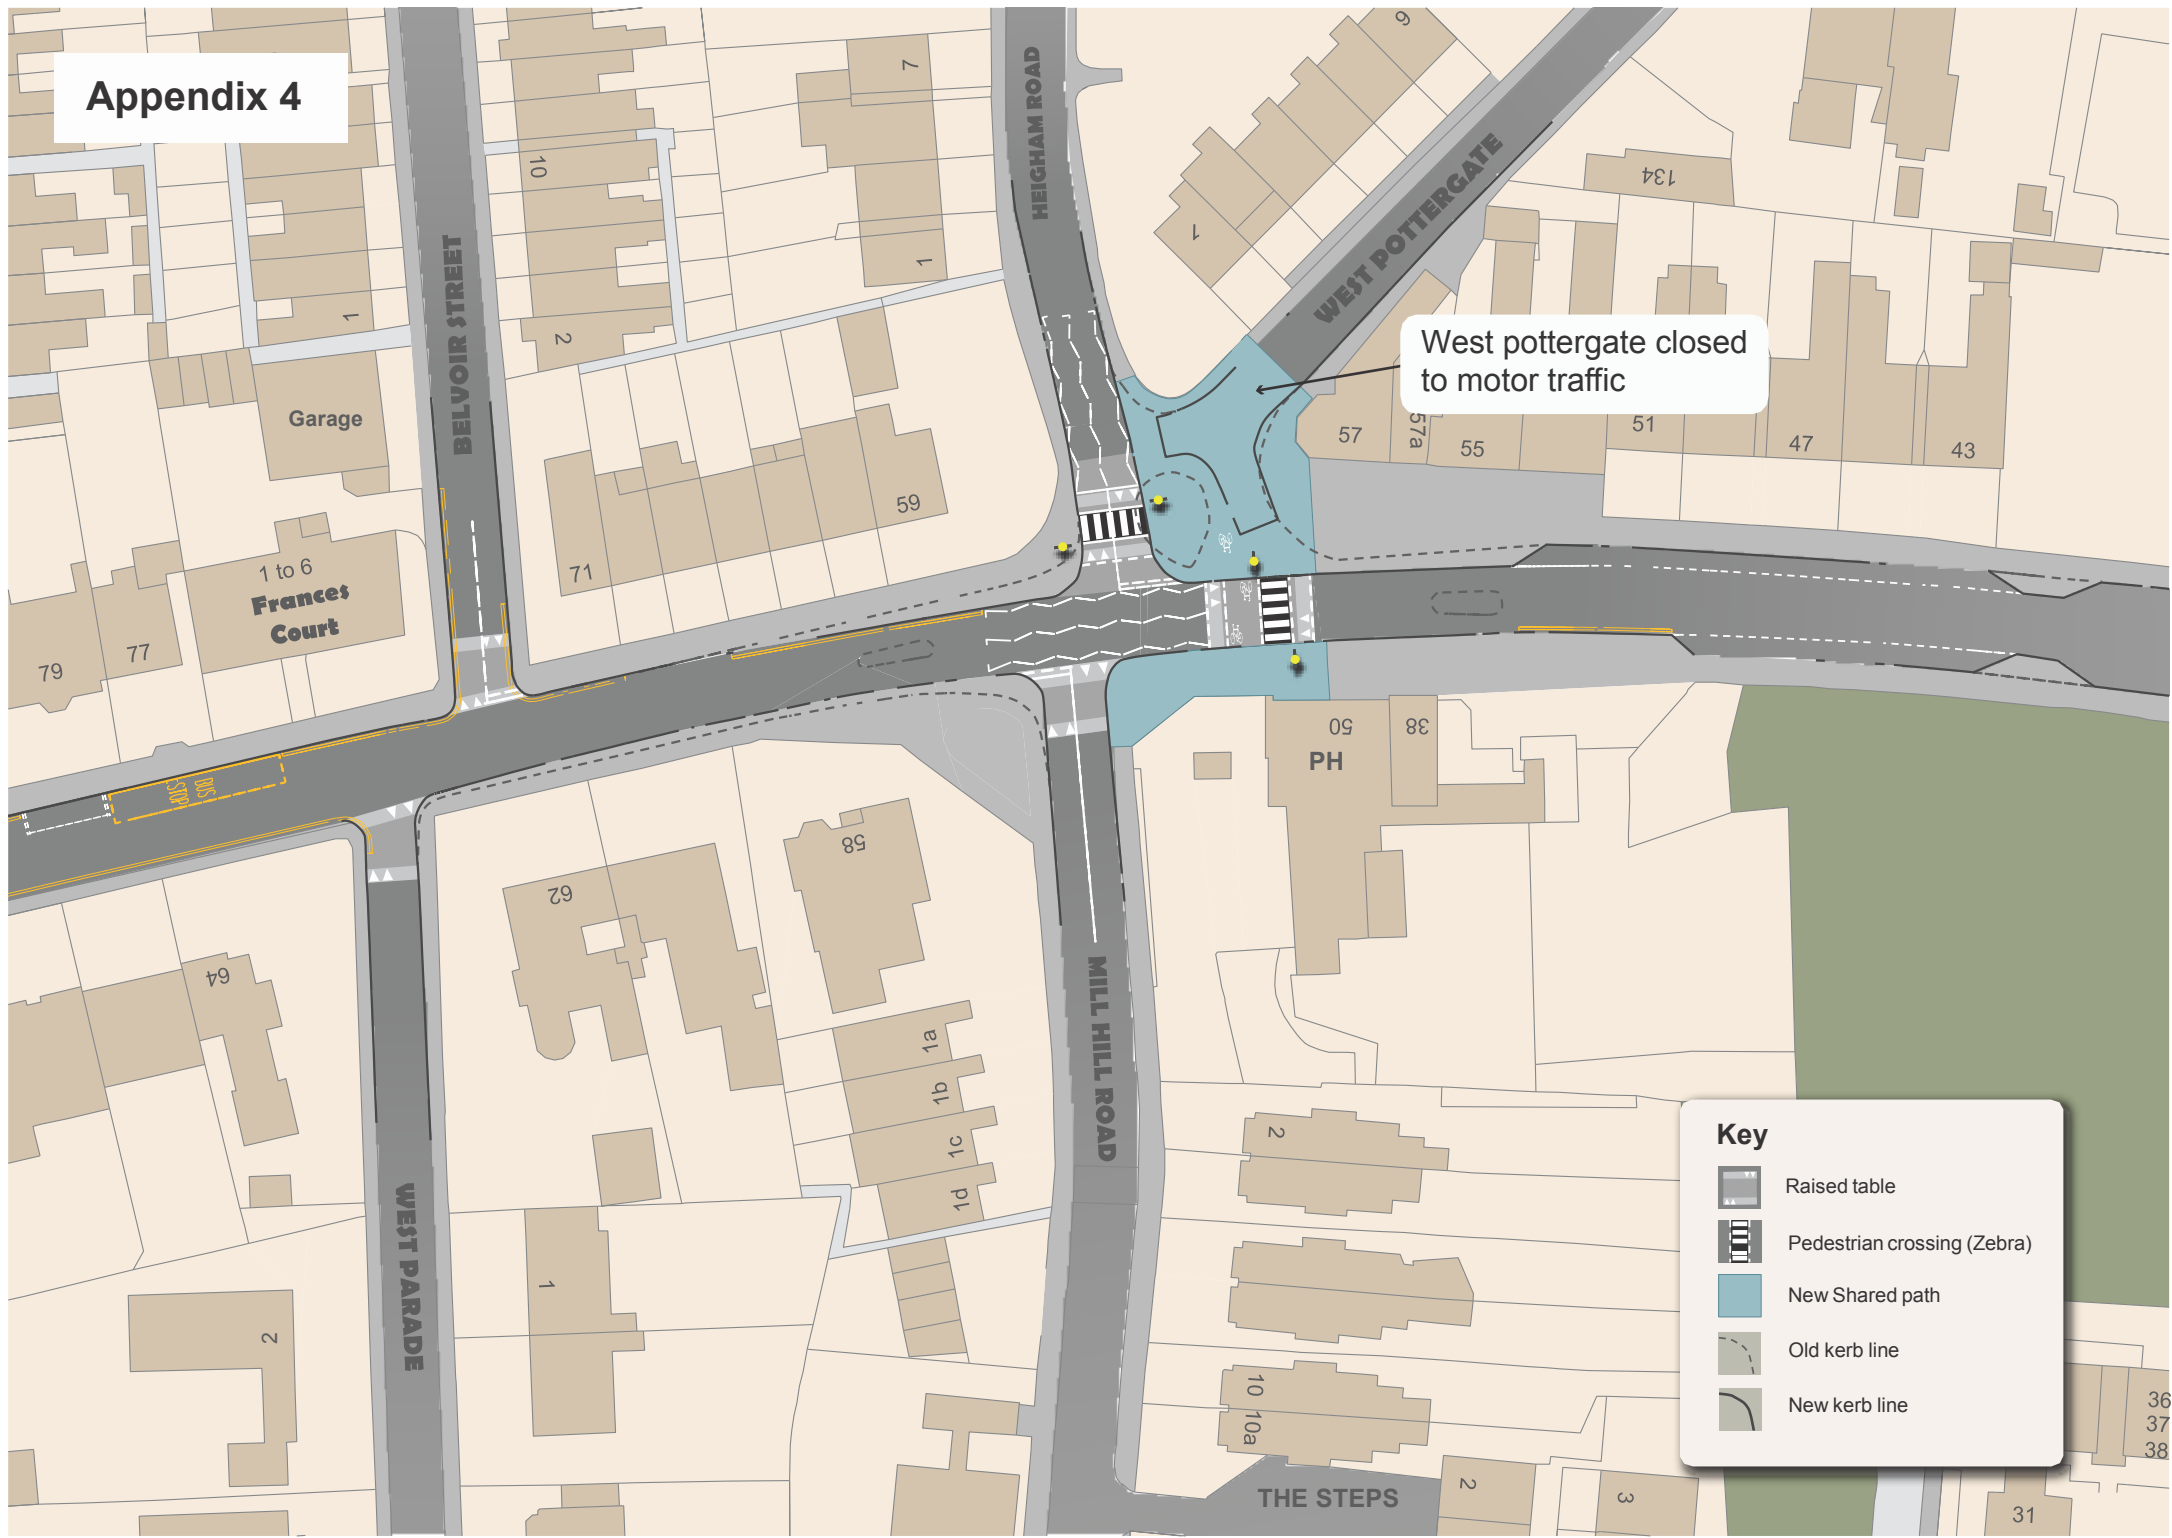 Appendix 4
HEIGHAM ROAD
BELVOIR STREET
WEST POTTERGATE
West pottergate closed
to motor traffic
6
7
10
1
1
1
2
134
Garage
59
71
57
57a
55
51
47
43
1 to 6
Frances
Court
79
77
BUS
STOP
50
38
PH
58
62
64
MILL HILL ROAD
1a
1b
1c
1d
WEST PARADE
1
2
2
10
10a
THE STEPS
2
3
31
36
37
38
Key
Raised table
Pedestrian crossing (Zebra)
New Shared path
Old kerb line
New kerb line